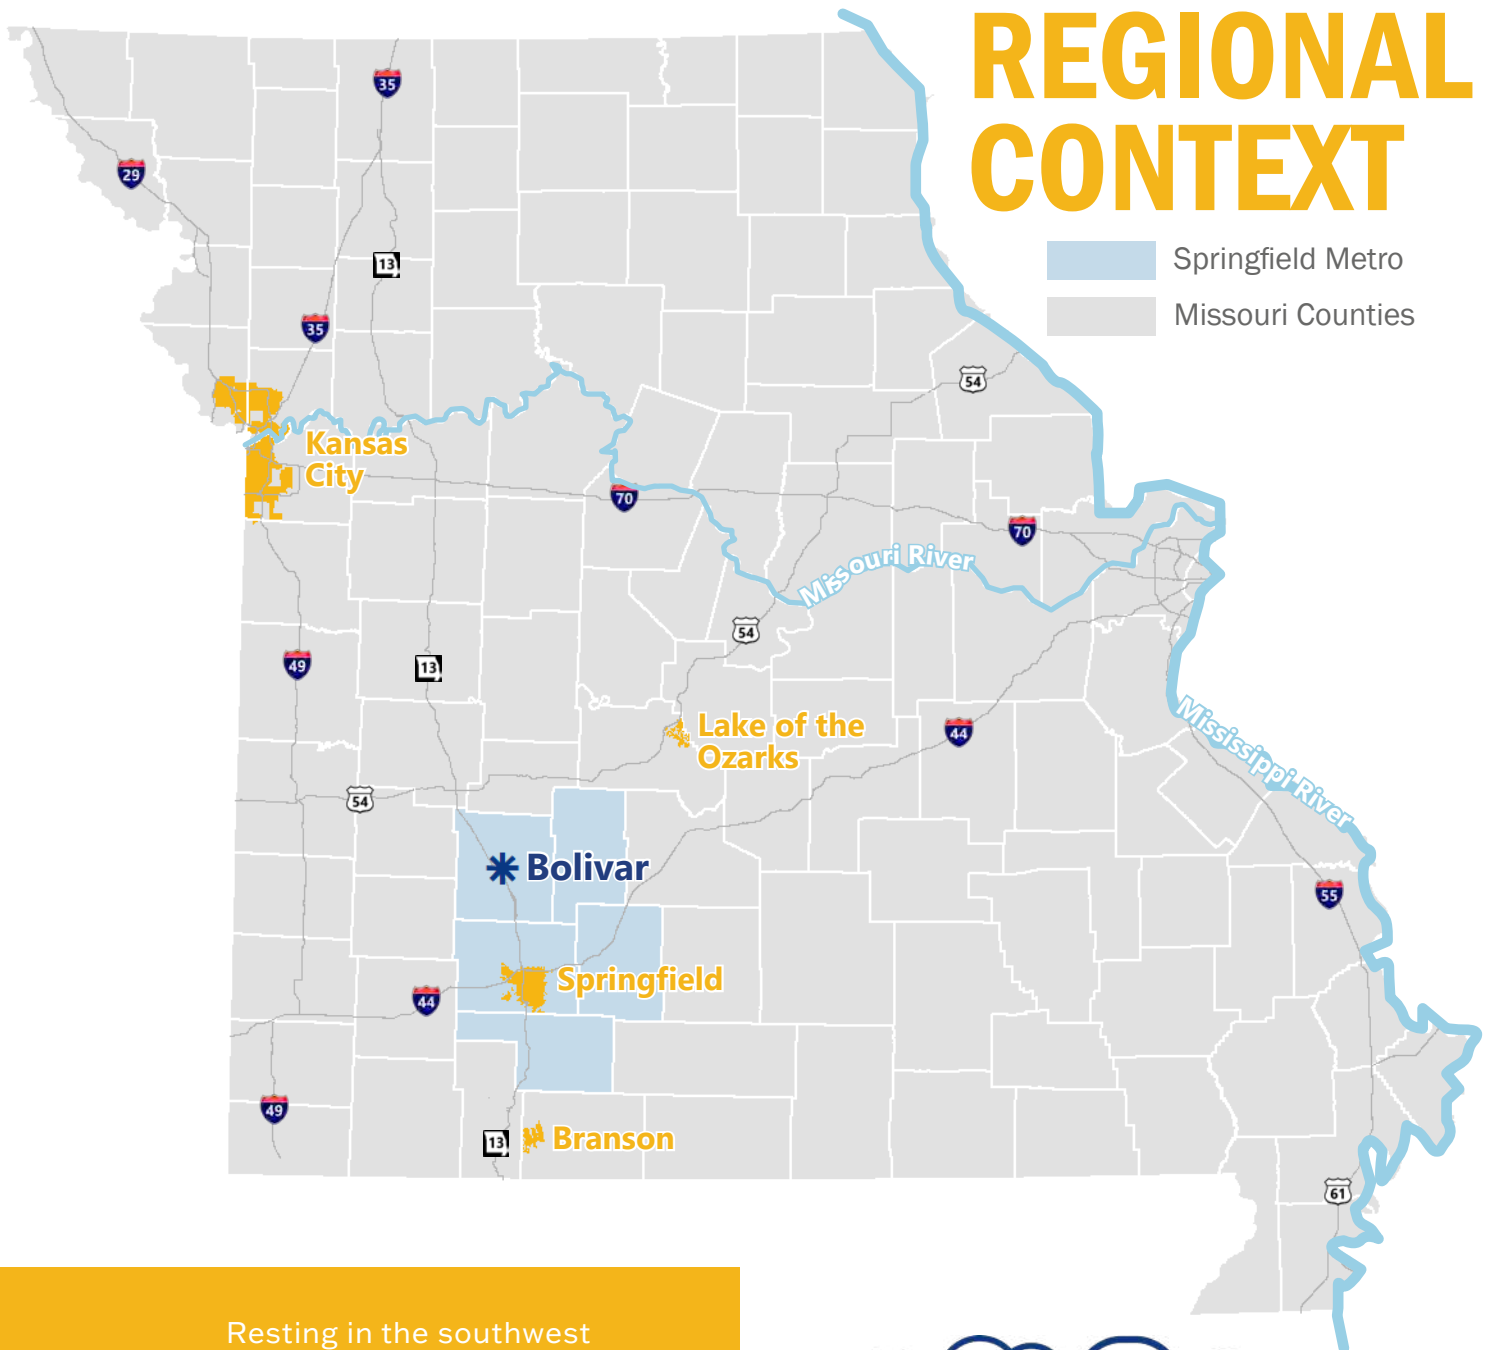 REGIONAL
CONTEXT
Springfield Metro
Missouri Counties
35
29
13
35
54
Kansas
City
70
70
Missouri River
54
49
13
Mississippi River
Lake of the
Ozarks
44
54
Bolivar
55
Springfield
44
49
13
Branson
61
Resting in the southwest